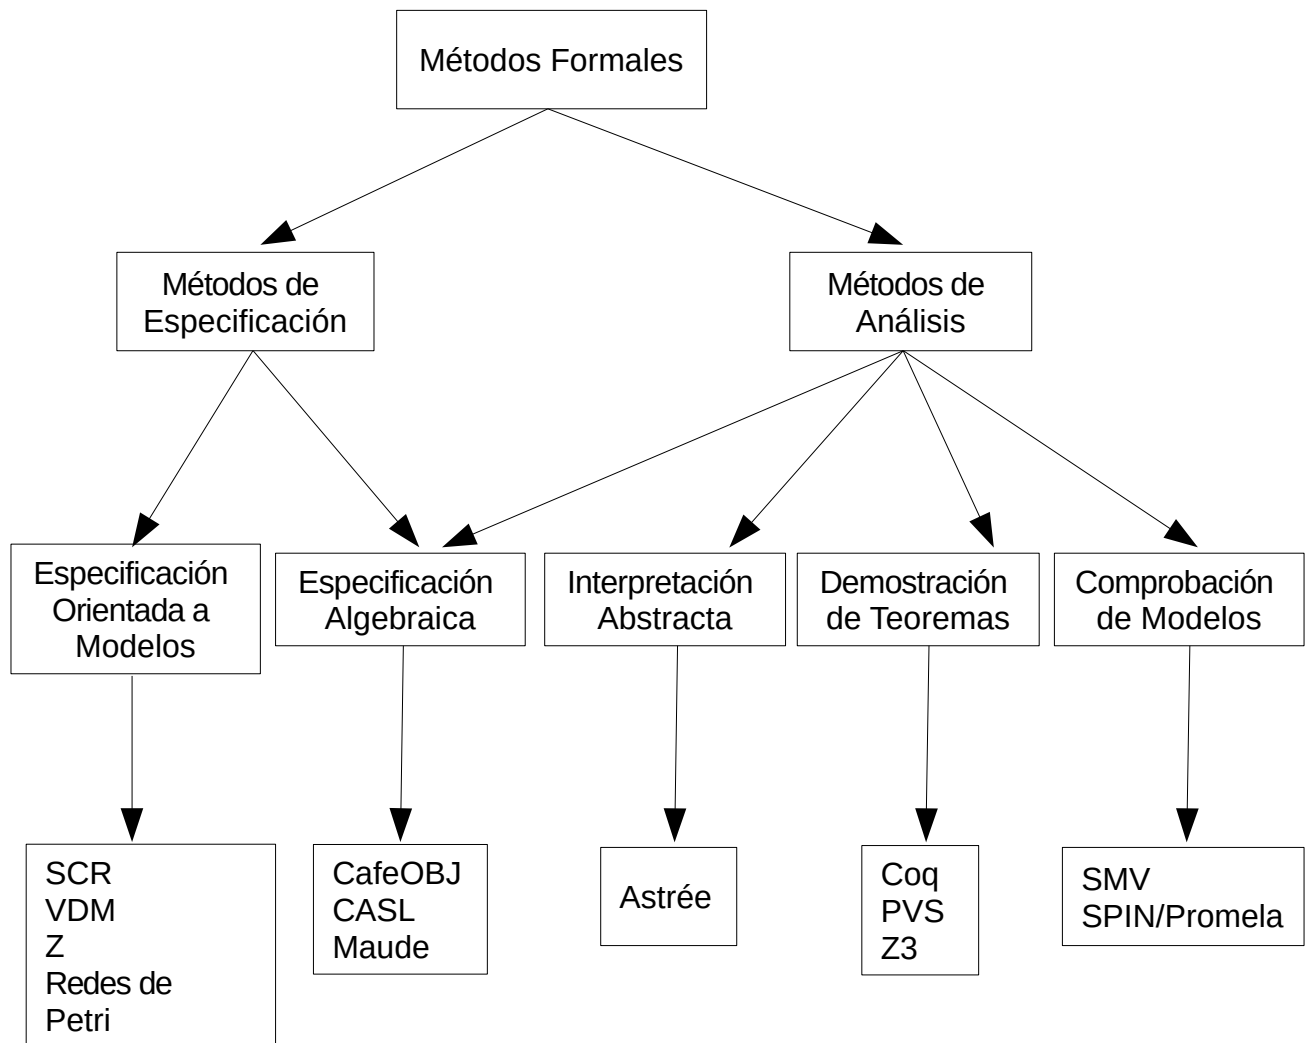 Métodos Formales
Métodos de
Especificación
Métodos de
Análisis
Especificación
Orientada a
Modelos
Especificación
Algebraica
Interpretación
Abstracta
Demostración
de Teoremas
Comprobación
de Modelos
SCR
VDM
Z
Redes de
Petri
CafeOBJ
CASL
Maude
Astrée
Coq
PVS
Z3
SMV
SPIN/Promela